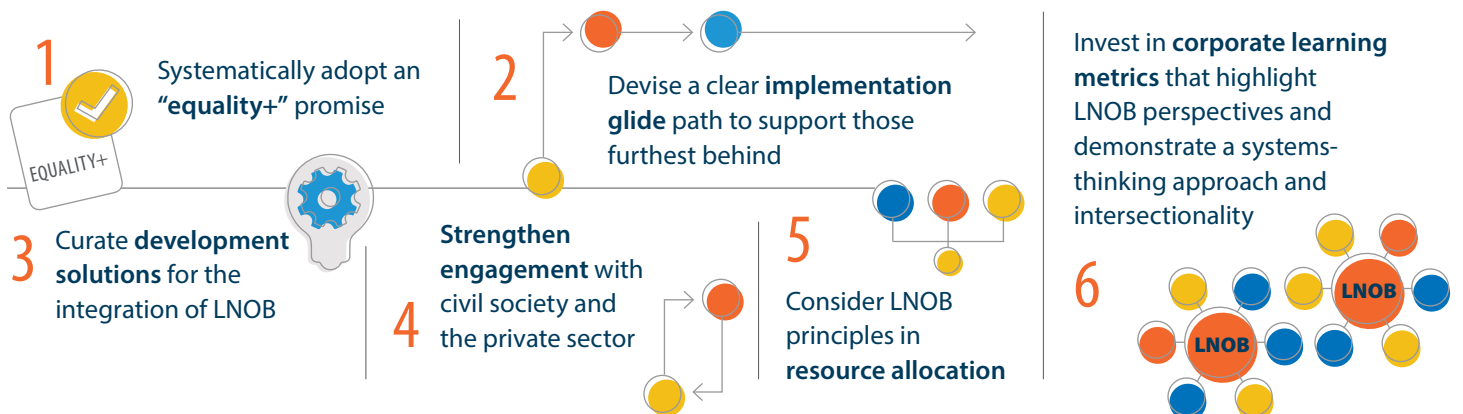 1
Systematically adopt an
“equality+” promise
EQUALITY+
2
Devise a clear implementation
glide path to support those
furthest behind
3
Curate development
solutions for the
integration of LNOB
4
Strengthen
engagement with
civil society and
the private sector
5
Consider LNOB
principles in
resource allocation
Invest in corporate learning
metrics that highlight
LNOB perspectives and
demonstrate a systems-
thinking approach and
intersectionality
6
LNOB
LNOB